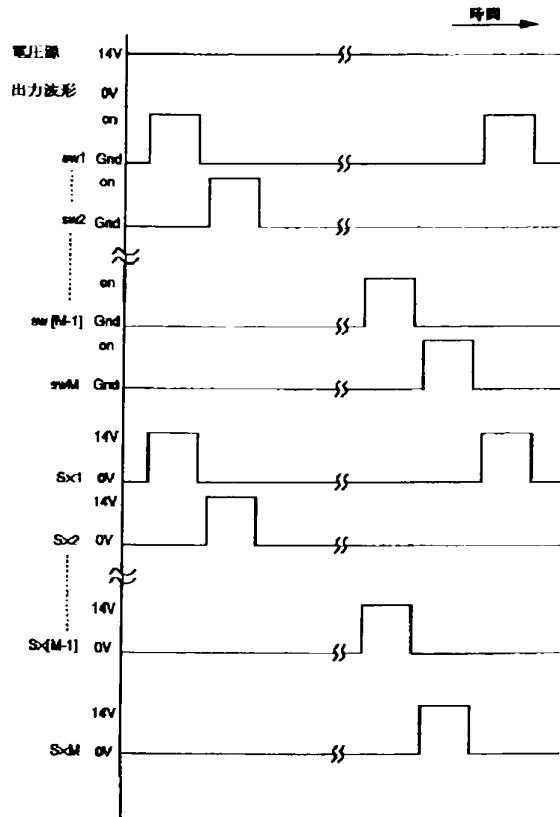 時間
電圧源 14V
出力波形 0V
on
sw1 Gnd
on
sw2 Gnd
on
sw[M-1] Gnd
on
swM Gnd
14V
Sx1 0V
14V
Sx2 0V
14V
Sx[M-1] 0V
14V
SxM 0V